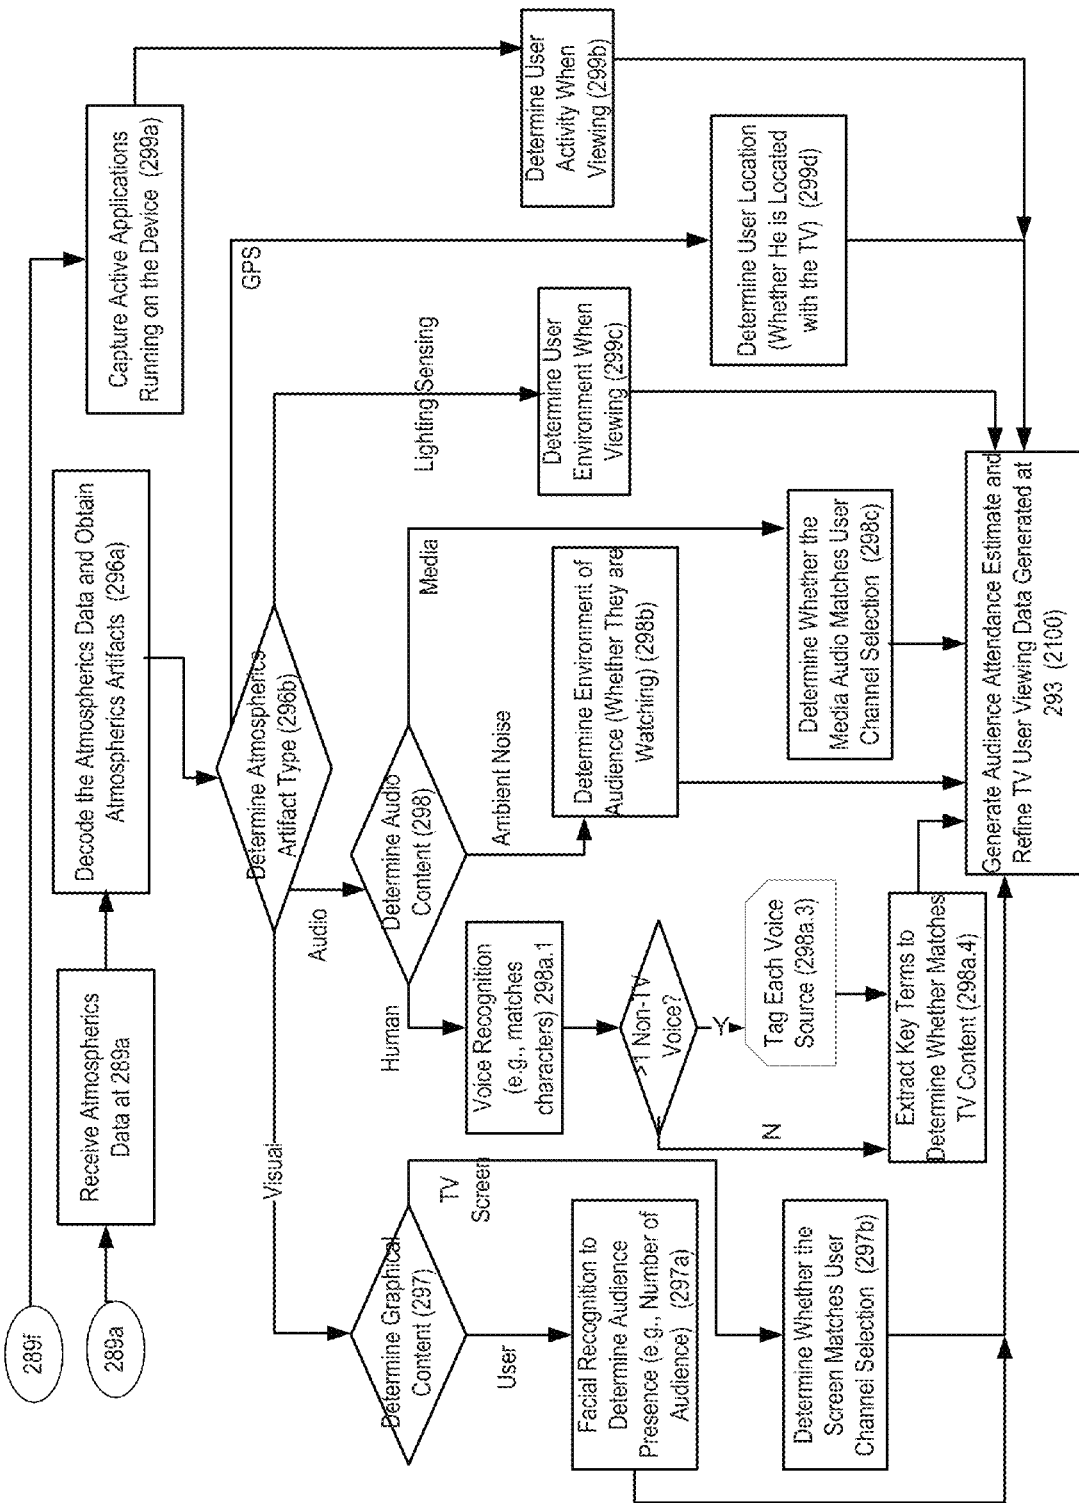 289f
289a
Receive Atmospherics
Data at 289a
Decode the Atmospherics Data and Obtain
Atmospherics Artifacts (296a)
Capture Active Applications
Running on the Device (299a)
Determine Atmospherics
Artifact Type (296b)
Visual
Audio
Lighting Sensing
GPS
Determine Graphical
Content (297)
User
TV
Screen
Determine Audio
Content (298)
Human
Ambient Noise
Media
Facial Recognition to
Determine Audience
Presence (e.g., Number of
Audience) (297a)
Determine Whether the
Screen Matches User
Channel Selection (297b)
Voice Recognition
(e.g., matches
characters) 298a.1
>1 Non-TV
Voice?
Y
N
Tag Each Voice
Source (298a.3)
Extract Key Terms to
Determine Whether Matches
TV Content (298a.4)
Determine Environment of
Audience (Whether They are
Watching) (298b)
Determine Whether the
Media Audio Matches User
Channel Selection (298c)
Determine User
Environment When
Viewing (299c)
Determine User
Activity When
Viewing (299b)
Determine User Location
(Whether He is Located
with the TV) (299d)
Generate Audience Attendance Estimate and
Refine TV User Viewing Data Generated at
293 (2100)